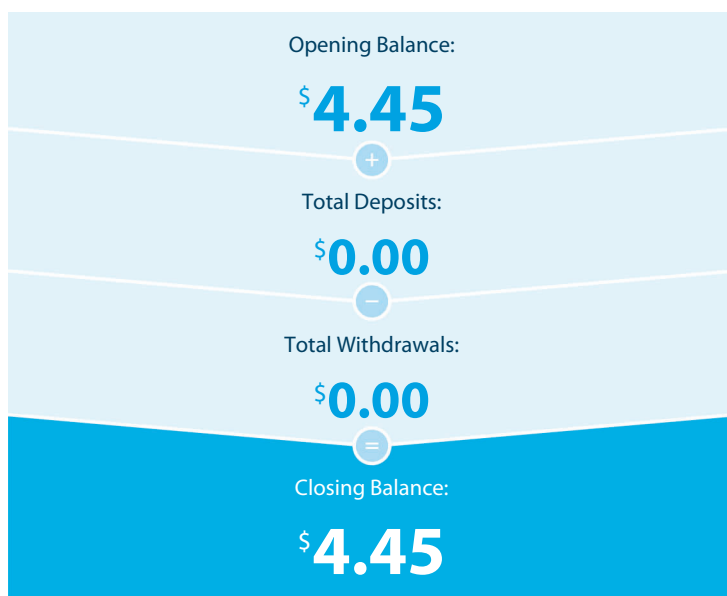 Opening Balance:
$4.45
+
Total Deposits:
$0.00
−
Total Withdrawals:
$0.00
=
Closing Balance:
$4.45